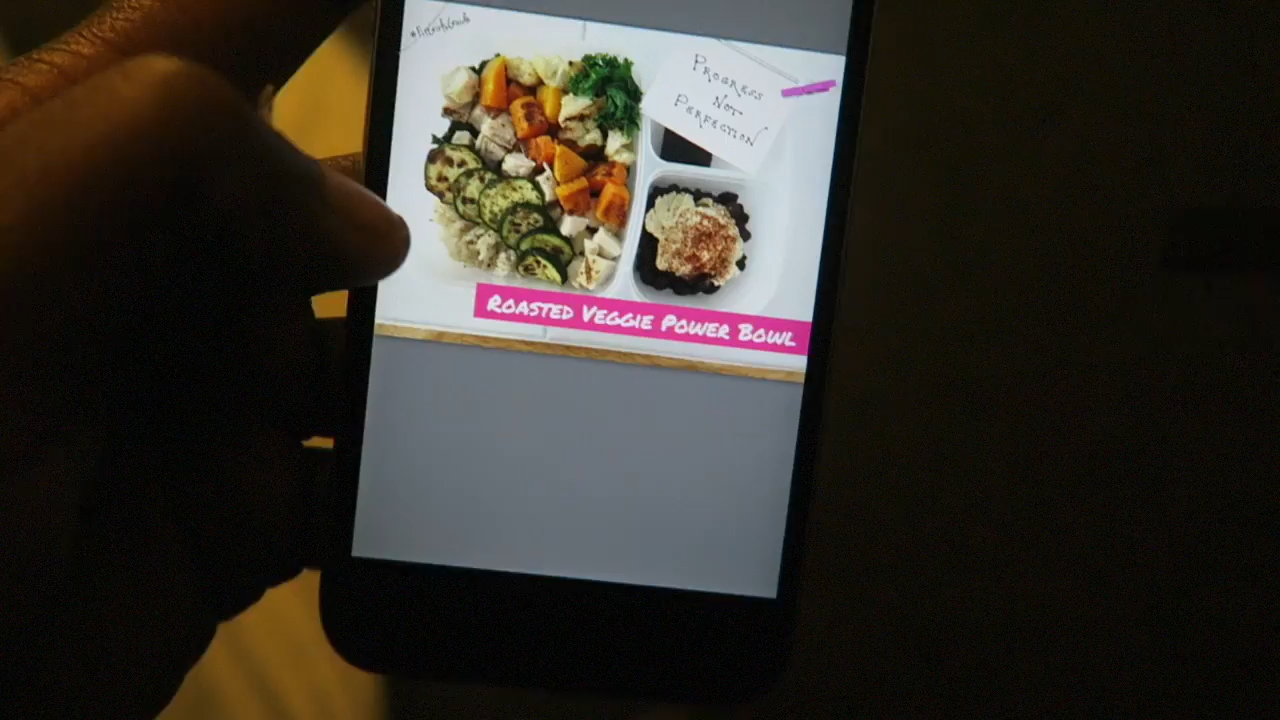 PROGRESS
NOT
PERFECTION
ROASTED VEGGIE POWER BOWL